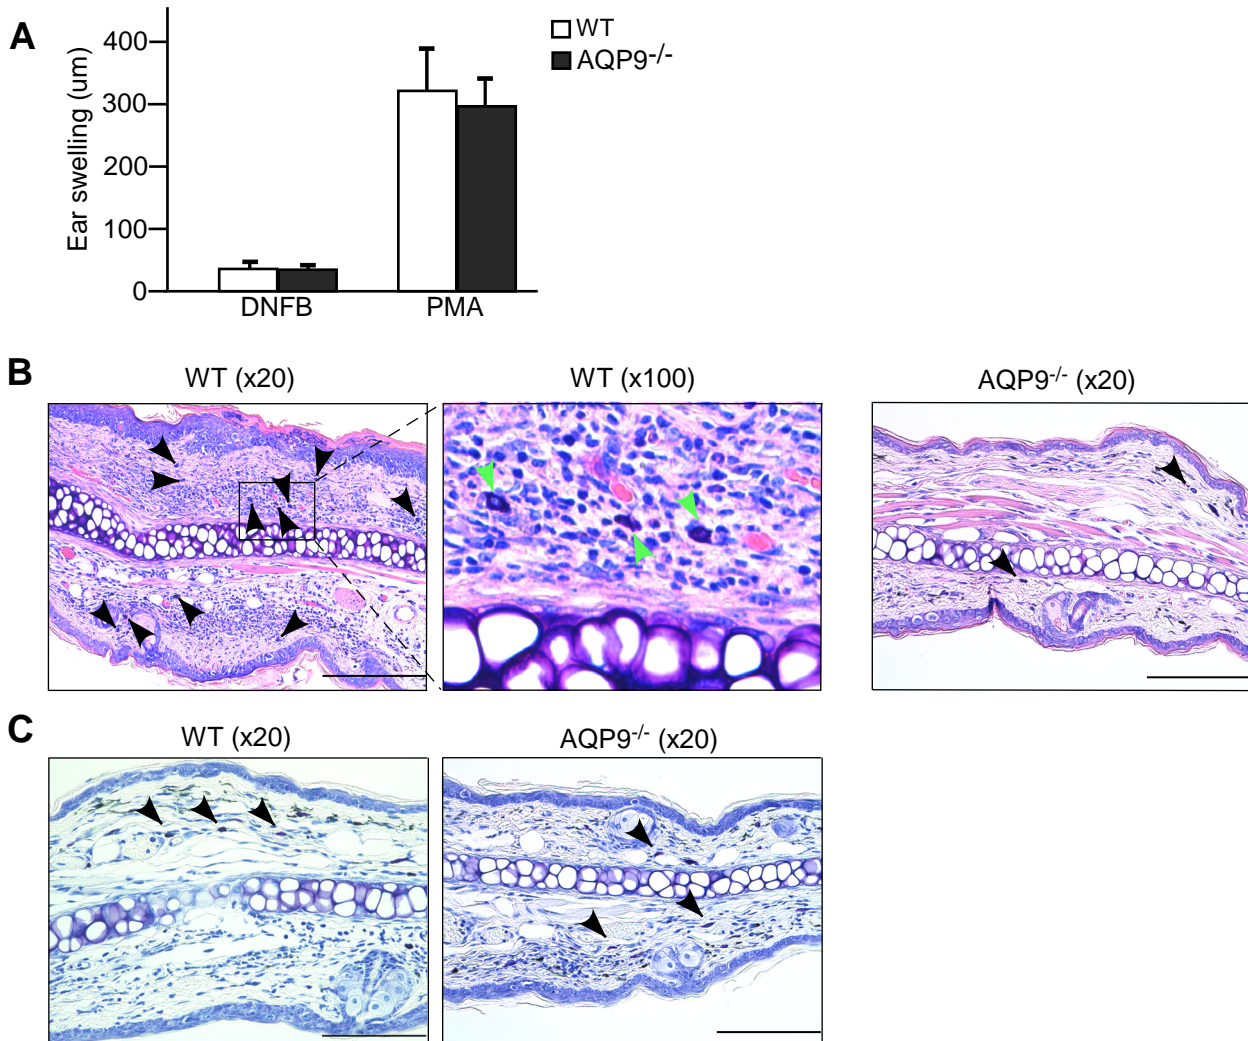 A
Ear swelling (um)
400
300
200
100
0
DNFB
PMA
WT
AQP9-/-
B
WT (x20)
WT (x100)
AQP9-/- (x20)
C
WT (x20)
AQP9-/- (x20)